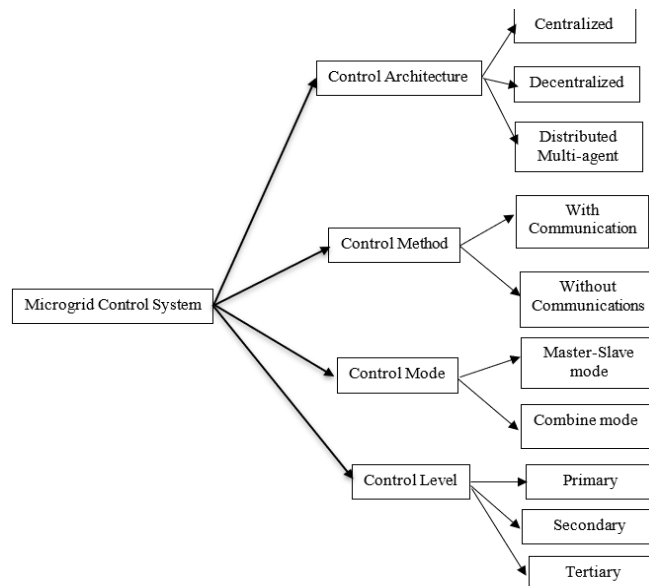 Centralized
Control Architecture
Decentralized
Distributed
Multi-agent
With
Communication
Control Method
Without
Communications
Microgrid Control System
Master-Slave
mode
Control Mode
Combine mode
Control Level
Primary
Secondary
Tertiary